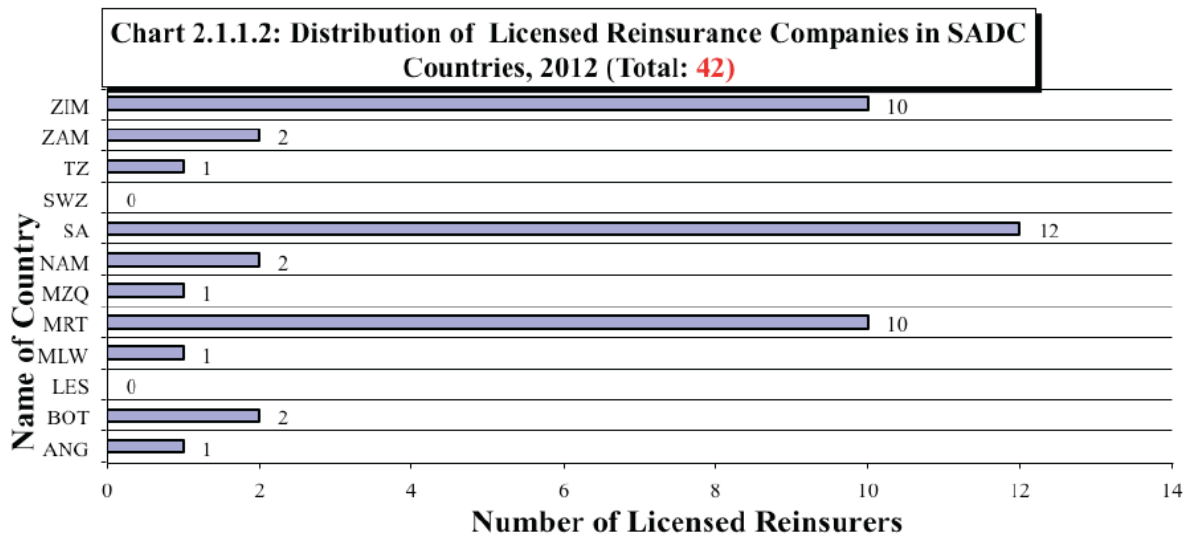 Chart 2.1.1.2: Distribution of Licensed Reinsurance Companies in SADC
Countries, 2012 (Total: 42)
Name of Country
ZIM 10
ZAM 2
TZ 1
SWZ 0
SA 12
NAM 2
MZQ 1
MRT 10
MLW 1
LES 0
BOT 2
ANG 1
0 2 4 6 8 10 12 14
Number of Licensed Reinsurers